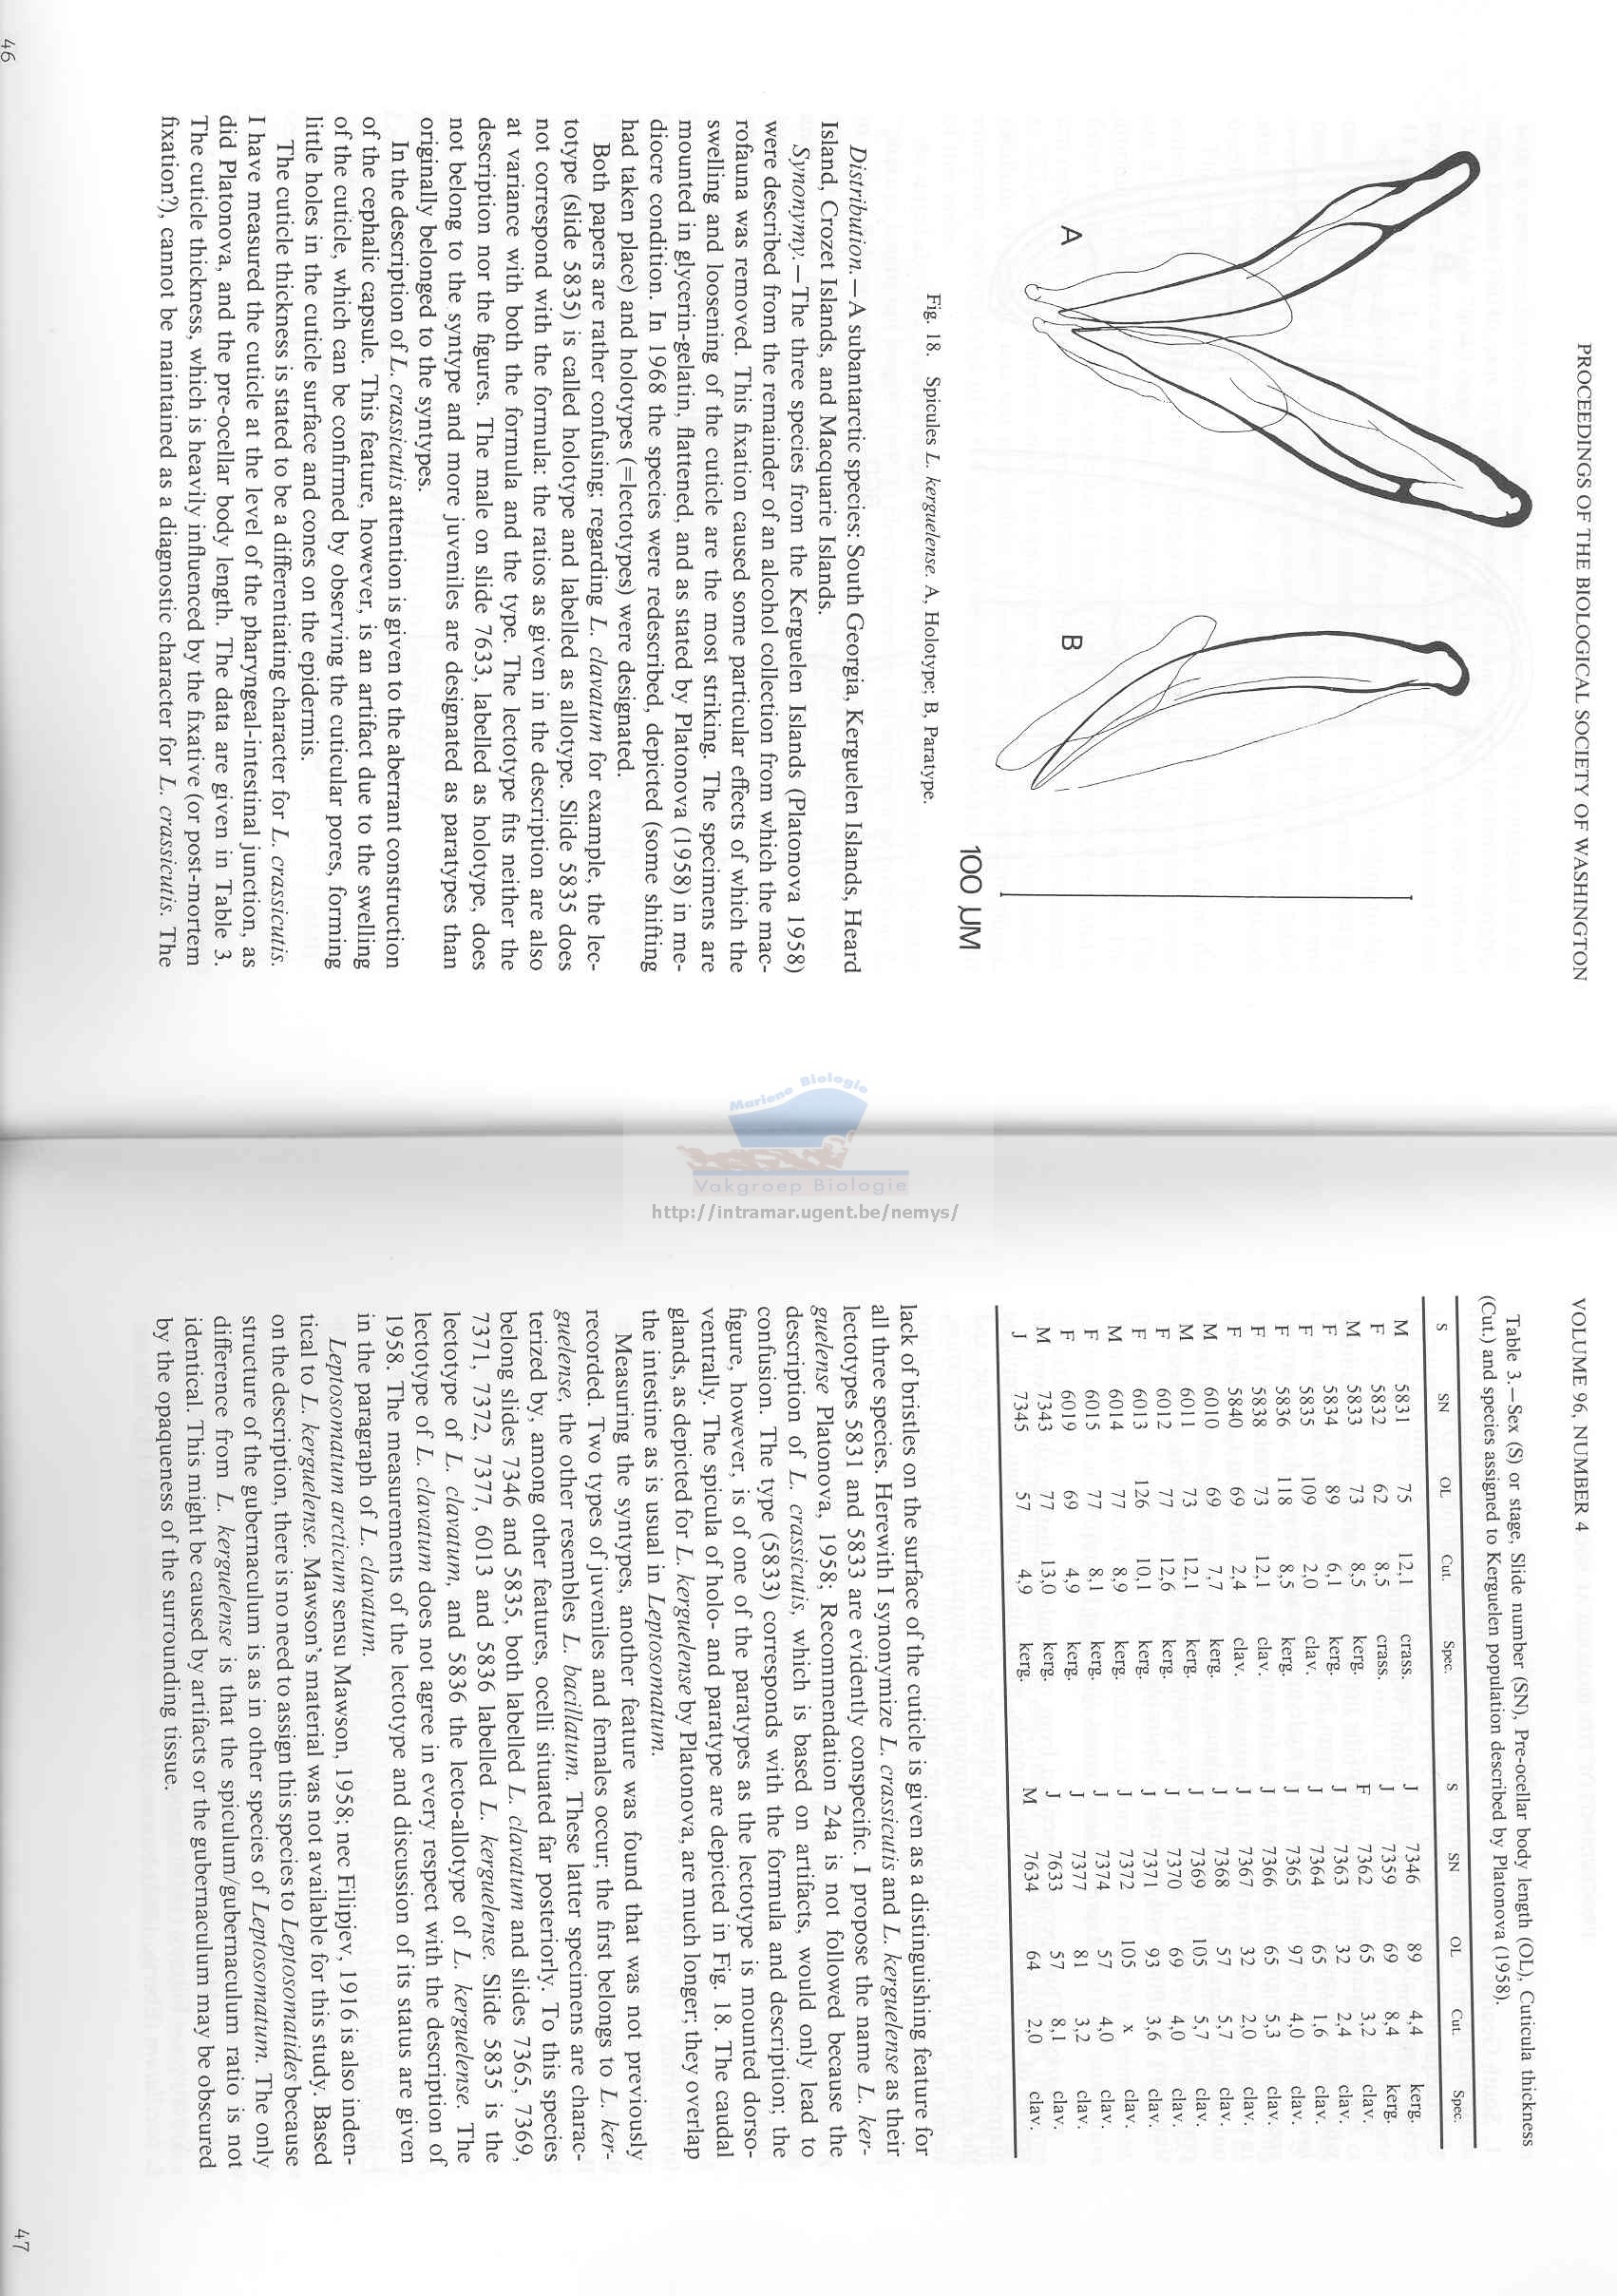 PROCEEDINGS OF THE BIOLOGICAL SOCIETY OF WASHINGTON
A
B
100 µM
Fig. 18. Spicules L. kerguelense. A, Holotype; B, Paratype.
Distribution.—A subantarctic species: South Georgia, Kerguelen Islands, Heard
Island, Crozet Islands, and Macquarie Islands.
Synonymy.—The three species from the Kerguelen Islands (Platonova 1958)
were described from the remainder of an alcohol collection from which the mac-
rofauna was removed. This fixation caused some particular effects of which the
swelling and loosening of the cuticle are the most striking. The specimens are
mounted in glycerin-gelatin, flattened, and as stated by Platonova (1958) in me-
diocre condition. In 1968 the species were redescribed, depicted (some shifting
had taken place) and holotypes (=lectotypes) were designated.
Both papers are rather confusing; regarding L. clavatum for example, the lec-
totype (slide 5835) is called holotype and labelled as allotype. Slide 5835 does
not correspond with the formula: the ratios as given in the description are also
at variance with both the formula and the type. The lectotype fits neither the
description nor the figures. The male on slide 7633, labelled as holotype, does
not belong to the syntype and more juveniles are designated as paratypes than
originally belonged to the syntypes.
In the description of L. crassicutis attention is given to the aberrant construction
of the cephalic capsule. This feature, however, is an artifact due to the swelling
of the cuticle, which can be confirmed by observing the cuticular pores, forming
little holes in the cuticle surface and cones on the epidermis.
The cuticle thickness is stated to be a differentiating character for L. crassicutis.
I have measured the cuticle at the level of the pharyngeal-intestinal junction, as
did Platonova, and the pre-ocellar body length. The data are given in Table 3.
The cuticle thickness, which is heavily influenced by the fixative (or post-mortem
fixation?), cannot be maintained as a diagnostic character for L. crassicutis. The
46
VOLUME 96, NUMBER 4
Table 3.—Sex (S) or stage, Slide number (SN), Pre-ocellar body length (OL), Cuticula thickness
(Cut.) and species assigned to Kerguelen population described by Platonova (1958).
S SN OL Cut. Spec. S SN OL Cut. Spec.
M 5831 75 12,1 crass. J 7346 89 4,4 kerg.
F 5832 62 8,5 crass. J 7359 69 8,4 kerg.
M 5833 73 8,5 kerg. F 7362 65 3,2 clav.
F 5834 89 6,1 kerg. J 7363 32 2,4 clav.
F 5835 109 2,0 clav. J 7364 65 1,6 clav.
F 5836 118 8,5 kerg. J 7365 97 4,0 clav.
F 5838 73 12,1 clav. J 7366 65 5,3 clav.
F 5840 69 2,4 clav. J 7367 32 2,0 clav.
M 6010 69 7,7 kerg. J 7368 57 5,7 clav.
M 6011 73 12,1 kerg. J 7369 105 5,7 clav.
F 6012 77 12,6 kerg. J 7370 69 4,0 clav.
F 6013 126 10,1 kerg. J 7371 93 3,6 clav.
M 6014 77 8,9 kerg. J 7372 105 x clav.
F 6015 77 8,1 kerg. J 7374 57 4,0 clav.
F 6019 69 4,9 kerg. J 7377 81 3,2 clav.
M 7343 77 13,0 kerg. J 7633 57 8,1 clav.
J 7345 57 4,9 kerg. M 7634 64 2,0 clav.
lack of bristles on the surface of the cuticle is given as a distinguishing feature for
all three species. Herewith I synonymize L. crassicutis and L. kerguelense as their
lectotypes 5831 and 5833 are evidently conspecific. I propose the name L. ker-
guelense Platonova, 1958; Recommendation 24a is not followed because the
description of L. crassicutis, which is based on artifacts, would only lead to
confusion. The type (5833) corresponds with the formula and description; the
figure, however, is of one of the paratypes as the lectotype is mounted dorso-
ventrally. The spicula of holo- and paratype are depicted in Fig. 18. The caudal
glands, as depicted for L. kerguelense by Platonova, are much longer; they overlap
the intestine as is usual in Leptosomatum.
Measuring the syntypes, another feature was found that was not previously
recorded. Two types of juveniles and females occur; the first belongs to L. ker-
guelense, the other resembles L. bacillatum. These latter specimens are charac-
terized by, among other features, ocelli situated far posteriorly. To this species
belong slides 7346 and 5835, both labelled L. clavatum and slides 7365, 7369,
7371, 7372, 7377, 6013 and 5836 labelled L. kerguelense. Slide 5835 is the
lectotype of L. clavatum, and 5836 the lecto-allotype of L. kerguelense. The
lectotype of L. clavatum does not agree in every respect with the description of
1958. The measurements of the lectotype and discussion of its status are given
in the paragraph of L. clavatum.
Leptosomatum arcticum sensu Mawson, 1958; nec Filipjev, 1916 is also inden-
tical to L. kerguelense. Mawson's material was not available for this study. Based
on the description, there is no need to assign this species to Leptosomatides because
structure of the gubernaculum is as in other species of Leptosomatum. The only
difference from L. kerguelense is that the spiculum/gubernaculum ratio is not
identical. This might be caused by artifacts or the gubernaculum may be obscured
by the opaqueness of the surrounding tissue.
47
Mariene Biologie
Vakgroep Biologie
http://intramar.ugent.be/nemys/